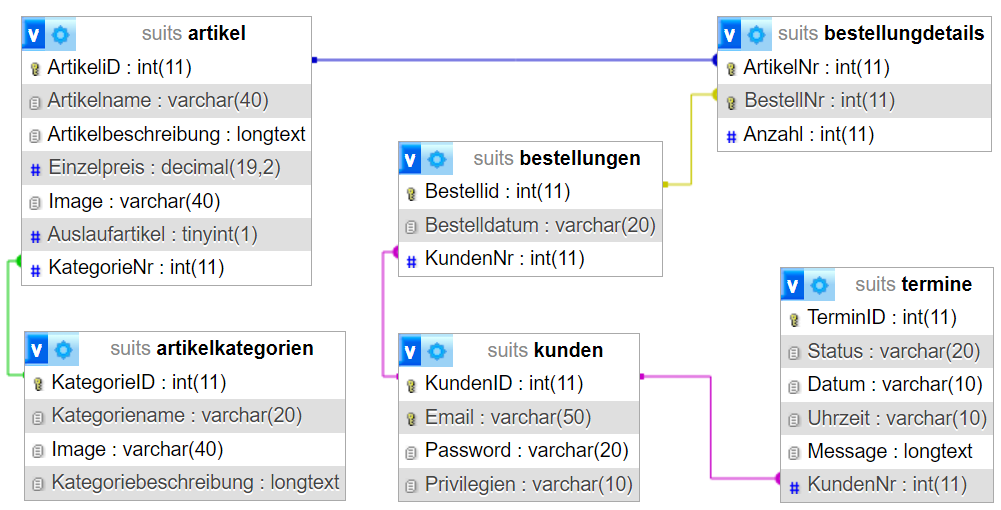 v suits artikel
ArtikeliD : int(11)
Artikelname : varchar(40)
Artikelbeschreibung : longtext
# Einzelpreis : decimal(19,2)
Image : varchar(40)
# Auslaufartikel : tinyint(1)
# KategorieNr : int(11)
v suits artikelkategorien
KategorieID : int(11)
Kategoriename : varchar(20)
Image : varchar(40)
Kategoriebeschreibung : longtext
v suits bestellungen
Bestellid : int(11)
Bestelldatum : varchar(20)
# KundenNr : int(11)
v suits kunden
KundenID : int(11)
Email : varchar(50)
Password : varchar(20)
Privilegien : varchar(10)
v suits bestellungdetails
ArtikelNr : int(11)
BestellNr : int(11)
# Anzahl : int(11)
v suits termine
TerminID : int(11)
Status : varchar(20)
Datum : varchar(10)
Uhrzeit : varchar(10)
Message : longtext
# KundenNr : int(11)